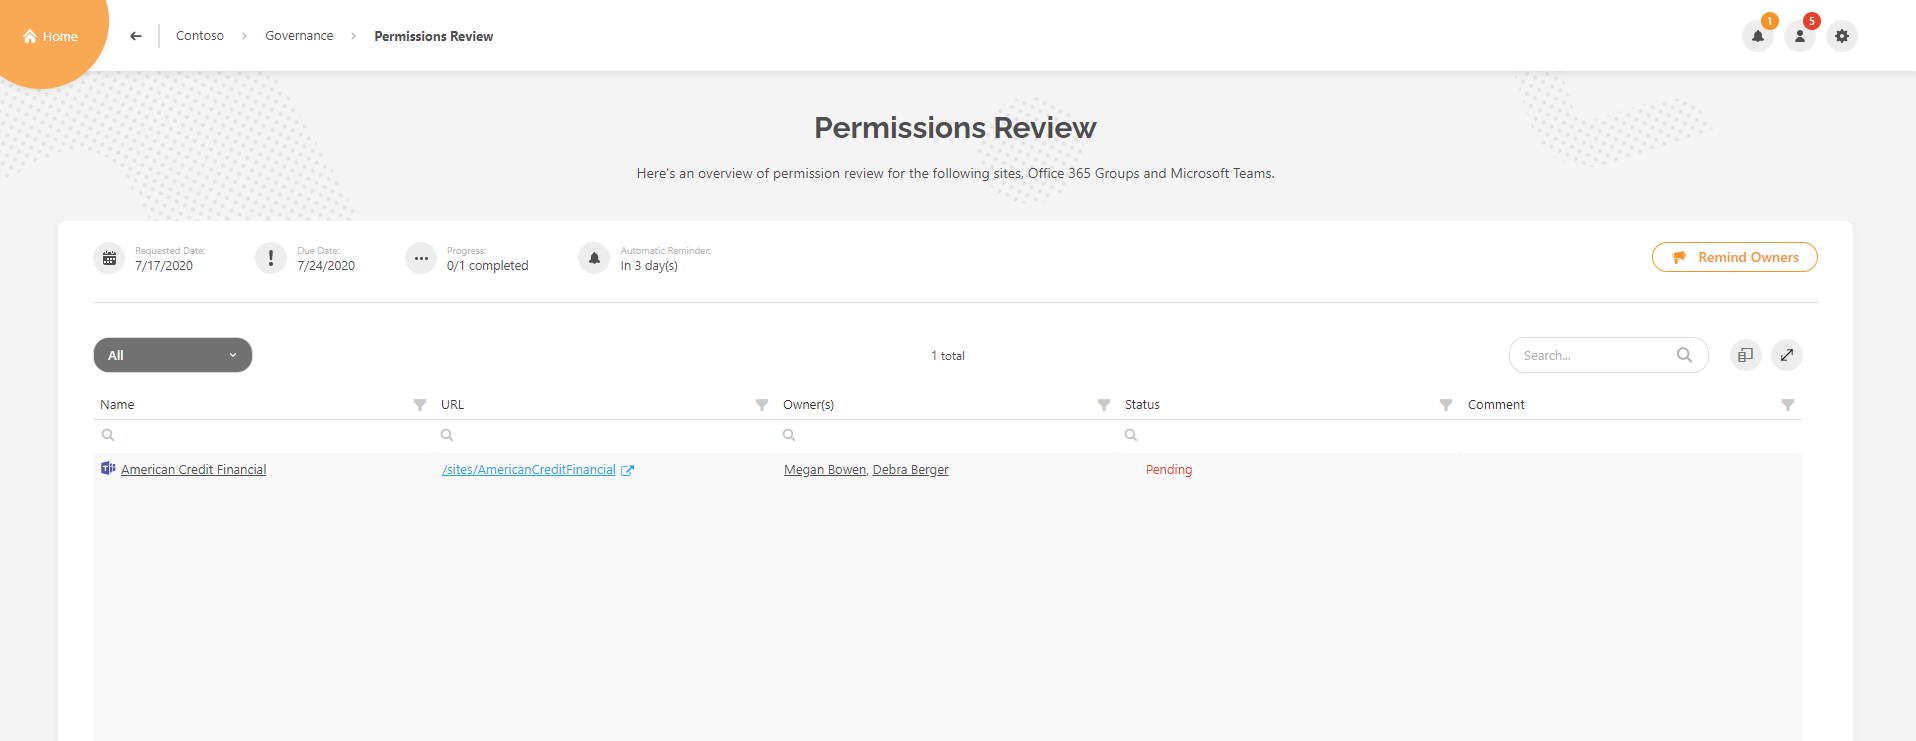 Home
Contoso > Governance > Permissions Review
1
5
Permissions Review
Here's an overview of permission review for the following sites, Office 365 Groups and Microsoft Teams.
Requested Date: Due Date: Progress: Automatic Reminder:
7/17/2020 7/24/2020 0/1 completed In 3 day(s)
Remind Owners
All
1 total
Search...
Name URL Owner(s) Status Comment
American Credit Financial /sites/AmericanCreditFinancial Megan Bowen, Debra Berger Pending